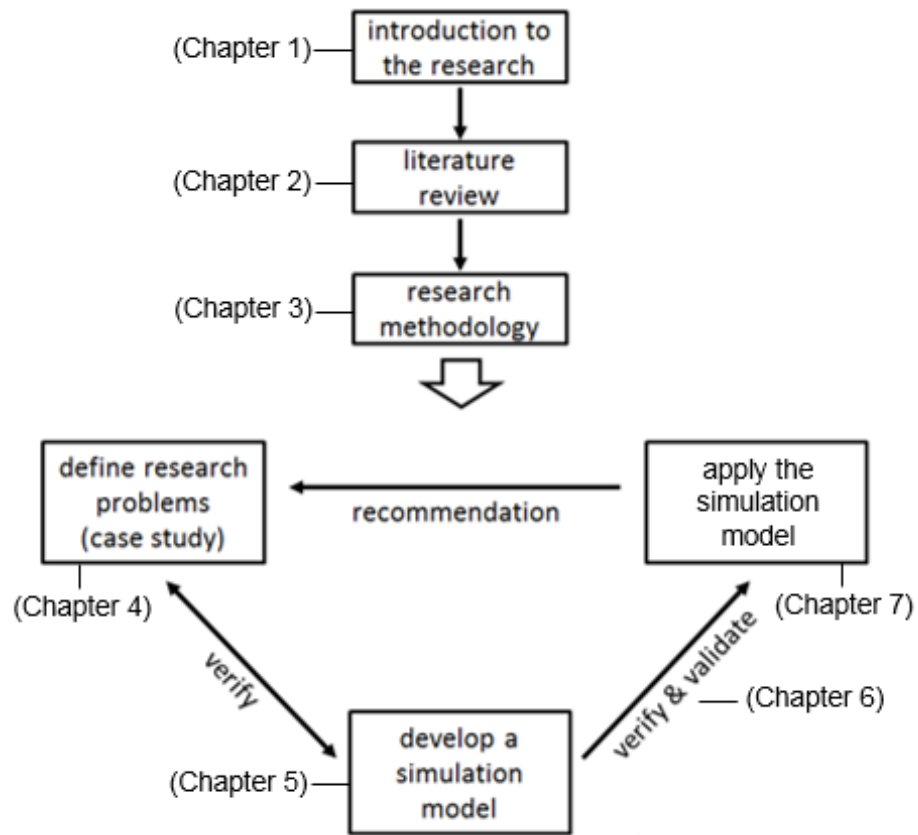 (Chapter 1)
introduction to
the research
(Chapter 2)
literature
review
(Chapter 3)
research
methodology
define research
problems
(case study)
(Chapter 4)
recommendation
apply the
simulation
model
(Chapter 7)
verify
verify & validate
(Chapter 6)
(Chapter 5)
develop a
simulation
model